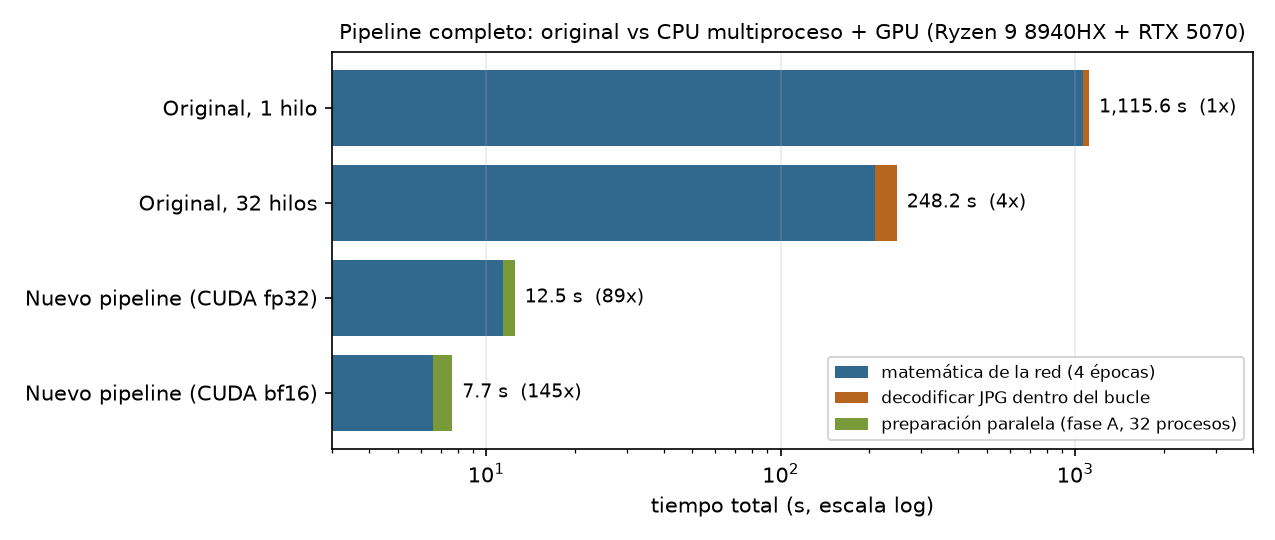 Pipeline completo: original vs CPU multiproceso + GPU (Ryzen 9 8940HX + RTX 5070)
Original, 1 hilo
1,115.6 s (1x)
Original, 32 hilos
248.2 s (4x)
Nuevo pipeline (CUDA fp32)
12.5 s (89x)
Nuevo pipeline (CUDA bf16)
7.7 s (145x)
matemática de la red (4 épocas)
decodificar JPG dentro del bucle
preparación paralela (fase A, 32 procesos)
10¹ 10² 10³
tiempo total (s, escala log)